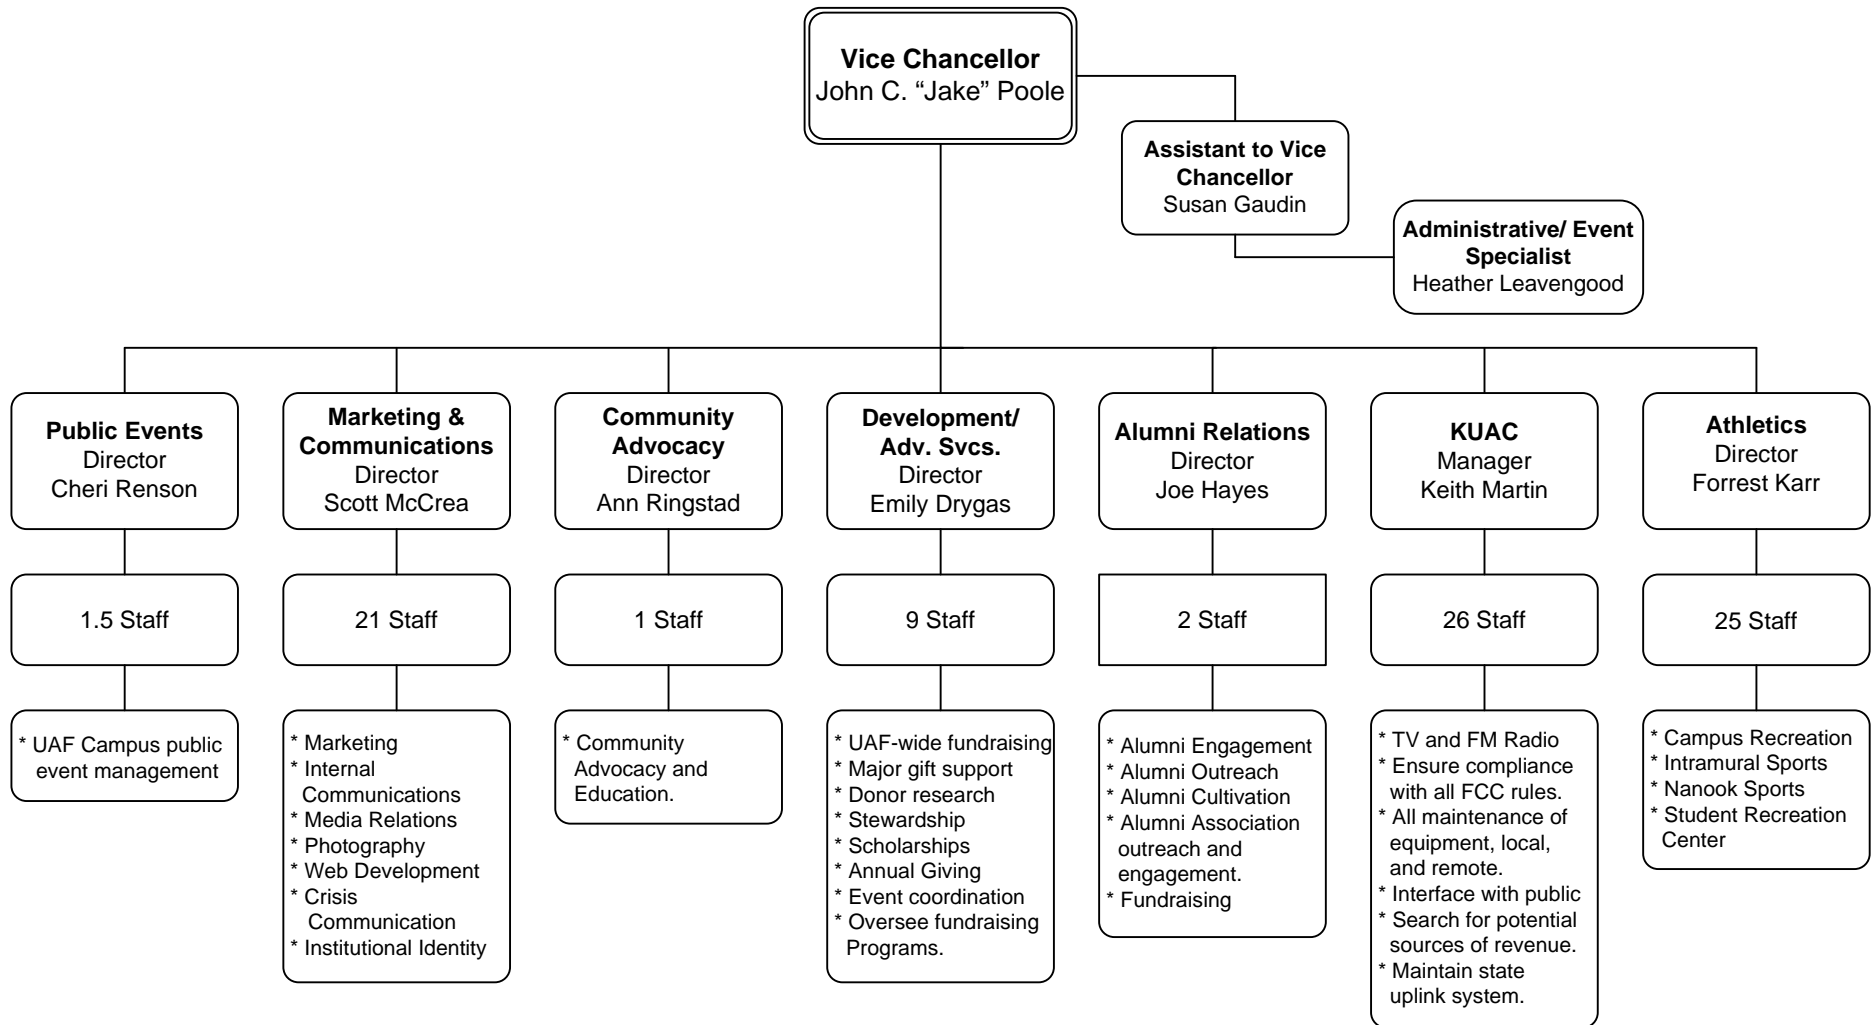 Vice Chancellor
John C. “Jake” Poole
Assistant to Vice
Chancellor
Susan Gaudin
Administrative/ Event
Specialist
Heather Leavengood
Public Events
Director
Cheri Renson
Marketing &
Communications
Director
Scott McCrea
Community
Advocacy
Director
Ann Ringstad
Development/
Adv. Svcs.
Director
Emily Drygas
Alumni Relations
Director
Joe Hayes
KUAC
Manager
Keith Martin
Athletics
Director
Forrest Karr
1.5 Staff
21 Staff
1 Staff
9 Staff
2 Staff
26 Staff
25 Staff
* UAF Campus public
event management
* Marketing
* Internal
Communications
* Media Relations
* Photography
* Web Development
* Crisis
Communication
* Institutional Identity
* Community
Advocacy and
Education.
* UAF-wide fundraising
* Major gift support
* Donor research
* Stewardship
* Scholarships
* Annual Giving
* Event coordination
* Oversee fundraising
Programs.
* Alumni Engagement
* Alumni Outreach
* Alumni Cultivation
* Alumni Association
outreach and
engagement.
* Fundraising
* TV and FM Radio
* Ensure compliance
with all FCC rules.
* All maintenance of
equipment, local,
and remote.
* Interface with public
* Search for potential
sources of revenue.
* Maintain state
uplink system.
* Campus Recreation
* Intramural Sports
* Nanook Sports
* Student Recreation
Center